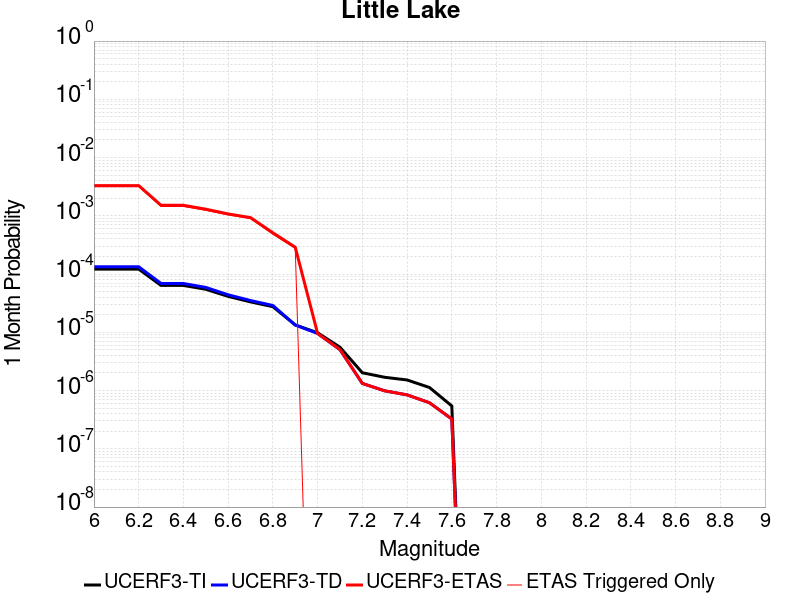 Little Lake
10^0
10^-1
10^-2
10^-3
10^-4
10^-5
10^-6
10^-7
10^-8
1 Month Probability
6 6.2 6.4 6.6 6.8 7 7.2 7.4 7.6 7.8 8 8.2 8.4 8.6 8.8 9
Magnitude
UCERF3-TI UCERF3-TD UCERF3-ETAS ETAS Triggered Only